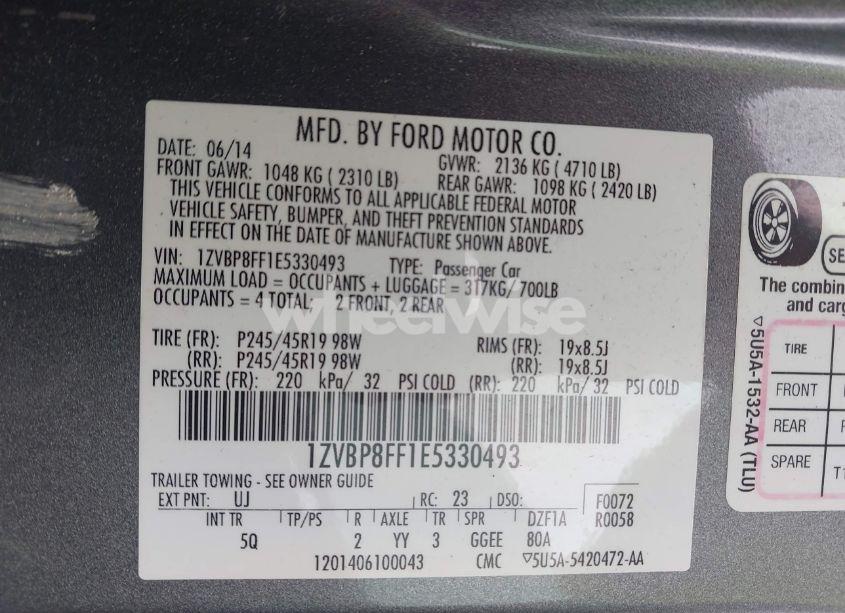 MFD. BY FORD MOTOR CO.
DATE: 06/14 GVWR: 2136 KG ( 4710 LB)
FRONT GAWR: 1048 KG ( 2310 LB) REAR GAWR: 1098 KG ( 2420 LB)
THIS VEHICLE CONFORMS TO ALL APPLICABLE FEDERAL MOTOR
VEHICLE SAFETY, BUMPER, AND THEFT PREVENTION STANDARDS
IN EFFECT ON THE DATE OF MANUFACTURE SHOWN ABOVE.
VIN: 1ZVBP8FF1E5330493 TYPE: Passenger Car
MAXIMUM LOAD = OCCUPANTS + LUGGAGE = 317KG/ 700LB
OCCUPANTS = 4 TOTAL: 2 FRONT, 2 REAR
wheelwise
TIRE (FR): P245/45R19 98W RIMS (FR): 19x8.5J
(RR): P245/45R19 98W (RR): 19x8.5J
PRESSURE (FR): 220 kPa/ 32 PSI COLD (RR): 220 kPa/ 32 PSI COLD
1ZVBP8FF1E5330493
TRAILER TOWING - SEE OWNER GUIDE
EXT PNT: UJ RC: 23 DSO: F0072
R0058
INT TR TP/PS R AXLE TR SPR DZF1A
5Q 2 YY 3 GGEE 80A
1201406100043 CMC ▽5U5A-5420472-AA
SE
The combin
and carg
TIRE
FRONT
REAR
SPARE T1
▽5U5A-1532-AA (TLU)